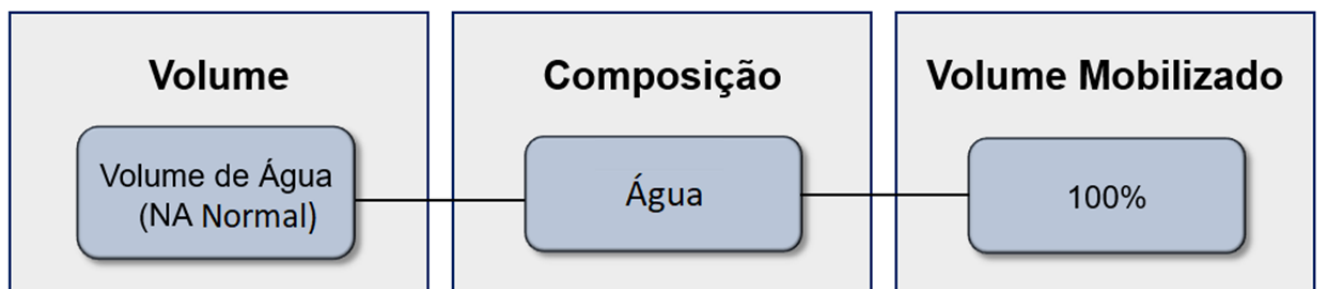 Volume
Composição
Volume Mobilizado
Volume de Água
(NA Normal)
Água
100%